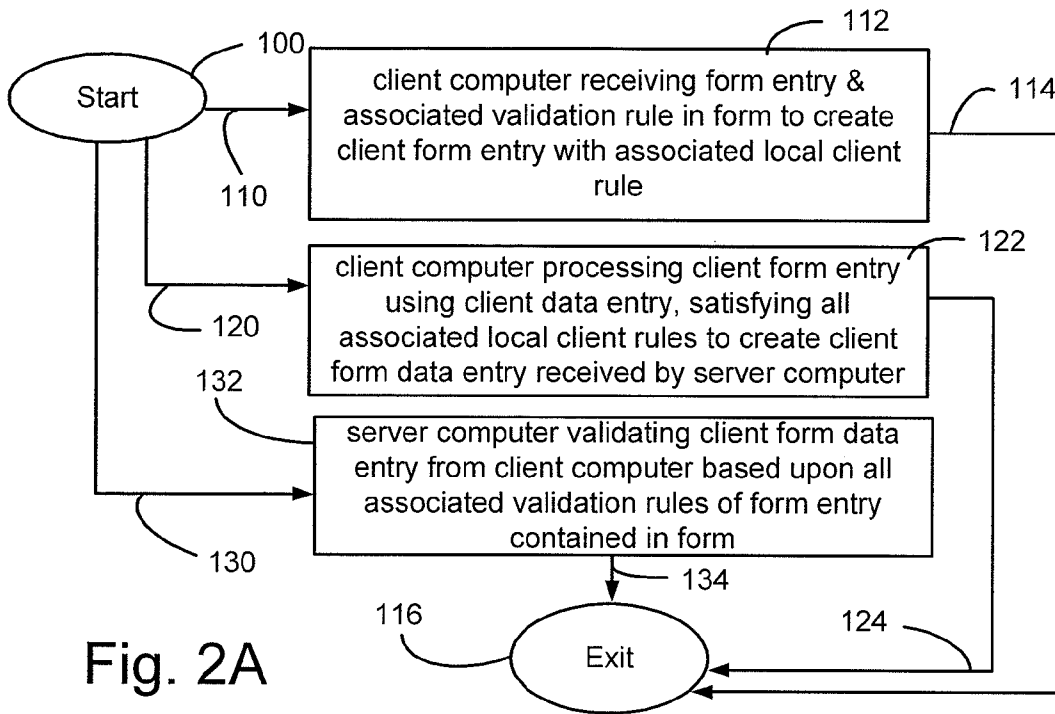 100
Start
110
112
client computer receiving form entry &
associated validation rule in form to create
client form entry with associated local client
rule
114
120
122
client computer processing client form entry
using client data entry, satisfying all
associated local client rules to create client
form data entry received by server computer
132
server computer validating client form data
entry from client computer based upon all
associated validation rules of form entry
contained in form
130
134
116
Exit
124
Fig. 2A